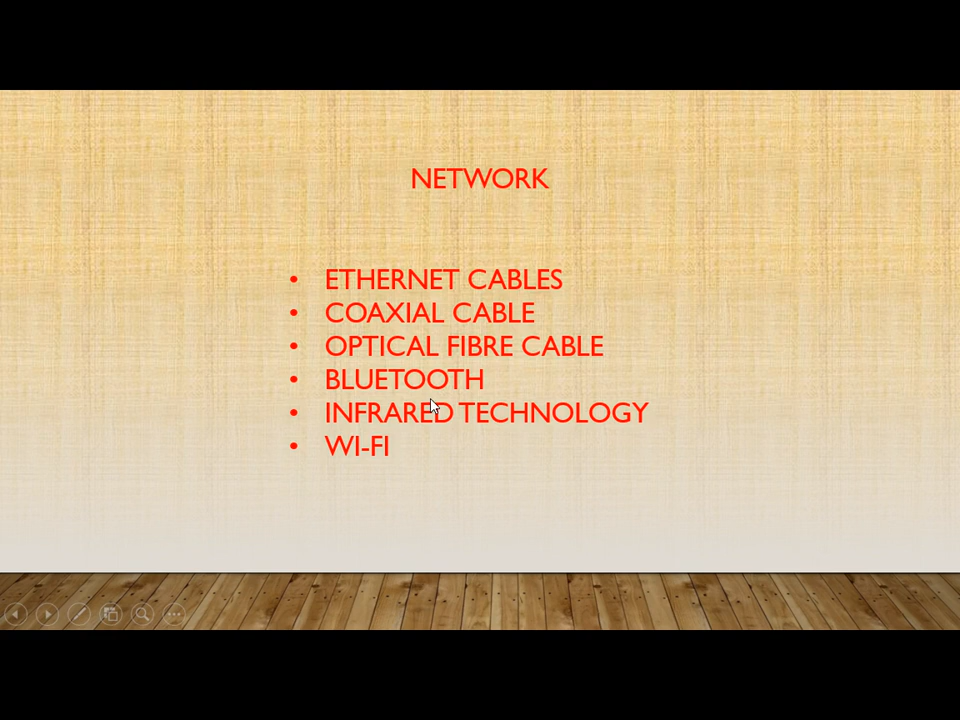 NETWORK
• ETHERNET CABLES
• COAXIAL CABLE
• OPTICAL FIBRE CABLE
• BLUETOOTH
• INFRARED TECHNOLOGY
• WI-FI